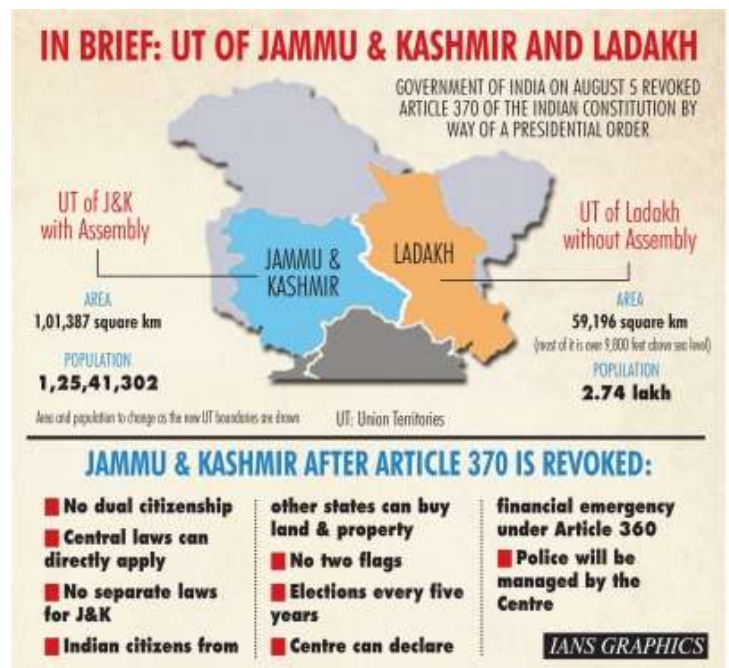 IN BRIEF: UT OF JAMMU & KASHMIR AND LADAKH
GOVERNMENT OF INDIA ON AUGUST 5 REVOKED
ARTICLE 370 OF THE INDIAN CONSTITUTION BY
WAY OF A PRESIDENTIAL ORDER
UT of J&K
with Assembly
AREA
1,01,387 square km
POPULATION
1,25,41,302
JAMMU &
KASHMIR
LADAKH
UT of Ladakh
without Assembly
AREA
59,196 square km
(most of it is over 9,800 feet above sea level)
POPULATION
2.74 lakh
Area and population to change as the new UT boundaries are drawn
UT: Union Territories
JAMMU & KASHMIR AFTER ARTICLE 370 IS REVOKED:
No dual citizenship
Central laws can
directly apply
No separate laws
for J&K
Indian citizens from
other states can buy
land & property
No two flags
Elections every five
years
Centre can declare
financial emergency
under Article 360
Police will be
managed by the
Centre
IANS GRAPHICS